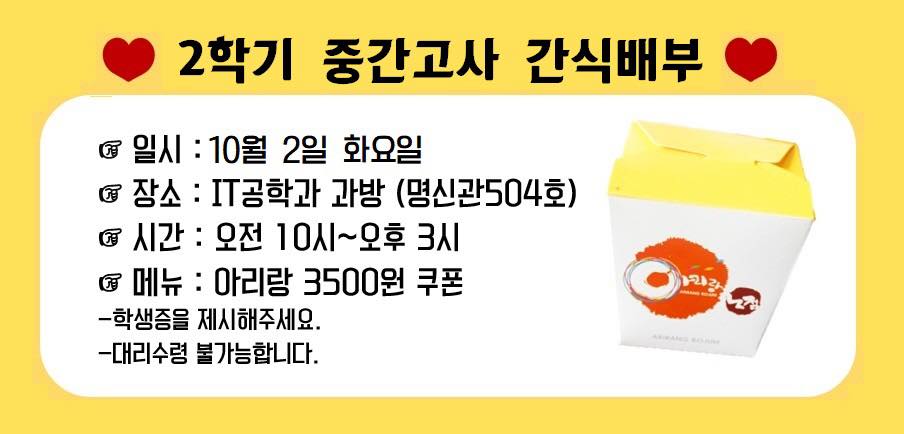 2학기 중간고사 간식배부
☞ 일시 : 10월 2일 화요일
☞ 장소 : IT공학과 과방 (명신관504호)
☞ 시간 : 오전 10시~오후 3시
☞ 메뉴 : 아리랑 3500원 쿠폰
-학생증을 제시해주세요.
-대리수령 불가능합니다.
아리랑